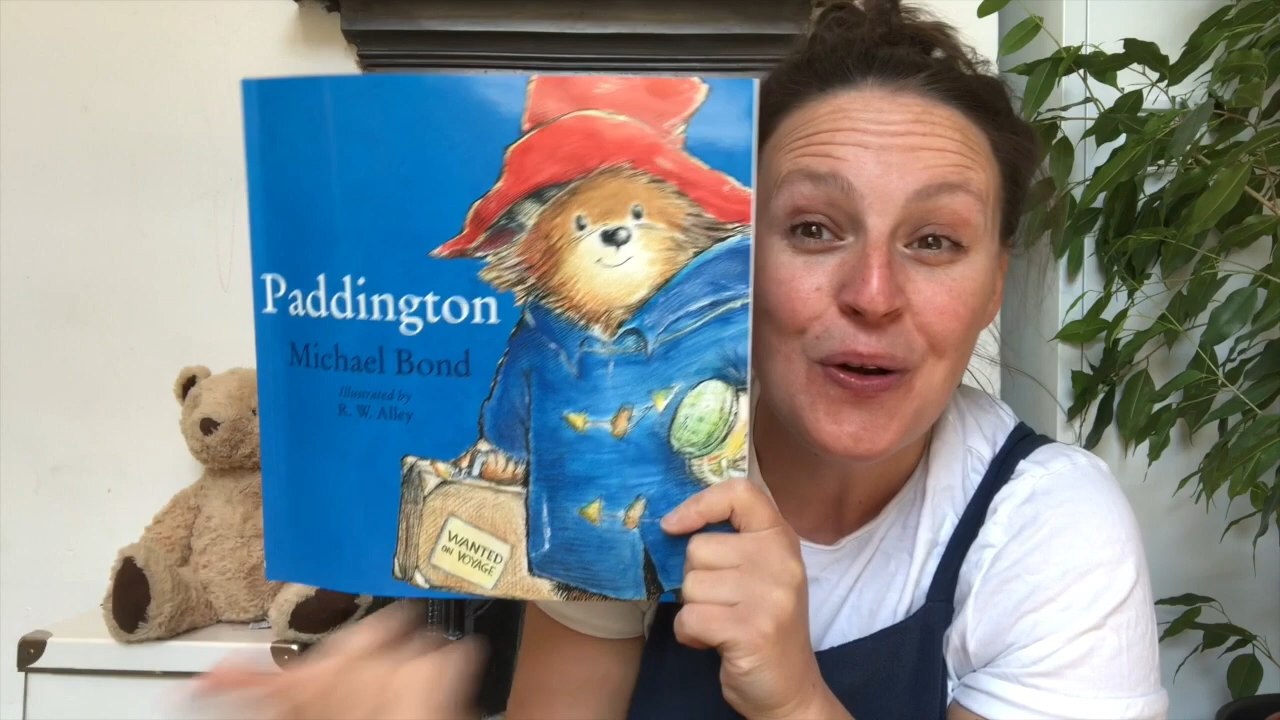 Paddington
Michael Bond
Illustrated by
R. W. Alley
WANTED
ON VOYAGE